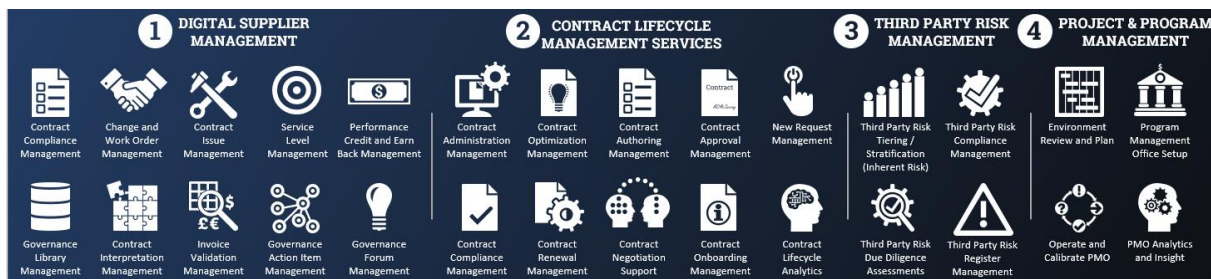 1
DIGITAL SUPPLIER
MANAGEMENT
Contract
Compliance
Management
Change and
Work Order
Management
Contract
Issue
Management
Service
Level
Management
$
Performance
Credit and Earn
Back Management
Governance
Library
Management
Contract
Interpretation
Management
$
£€
Invoice
Validation
Management
Governance
Action Item
Management
Governance
Forum
Management
2
CONTRACT LIFECYCLE
MANAGEMENT SERVICES
Contract
Administration
Management
Contract
Optimization
Management
Contract
Authoring
Management
Contract
Contract
Approval
Management
New Request
Management
Contract
Compliance
Management
Contract
Renewal
Management
Contract
Negotiation
Support
i
Contract
Onboarding
Management
Contract
Lifecycle
Analytics
3
THIRD PARTY RISK
MANAGEMENT
Third Party Risk
Tiering /
Stratification
(Inherent Risk)
Third Party Risk
Compliance
Management
Third Party Risk
Due Diligence
Assessments
!
Third Party Risk
Register
Management
4
PROJECT & PROGRAM
MANAGEMENT
Environment
Review and Plan
$
Program
Management
Office Setup
!
?
Operate and
Calibrate PMO
PMO Analytics
and Insight